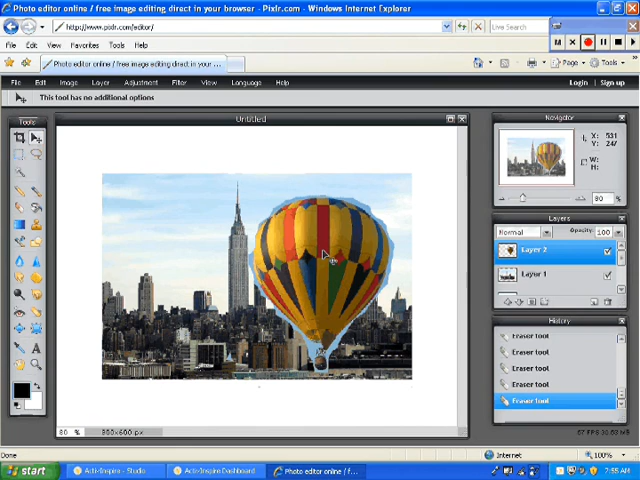 Photo editor online / free image editing direct in your browser - Pixlr.com - Windows Internet Explorer
http://www.pixlr.com/editor/
Live Search
File Edit View Favorites Tools Help
Photo editor online / free image editing direct in your ...
Page Tools
File Edit Image Layer Adjustment Filter View Language Help
Login | Sign up
This tool has no additional options
Tools
Untitled
Navigator
X: 531
Y: 247
W:
H:
80
Layers
Normal Opacity: 100
Layer 2
Layer 1
History
Eraser tool
Eraser tool
Eraser tool
Eraser tool
Eraser tool
80 % 900x600 px
Done
Internet
100%
start
ActivInspire - Studio
ActivInspire Dashboard
Photo editor online / f...
7:55 AM